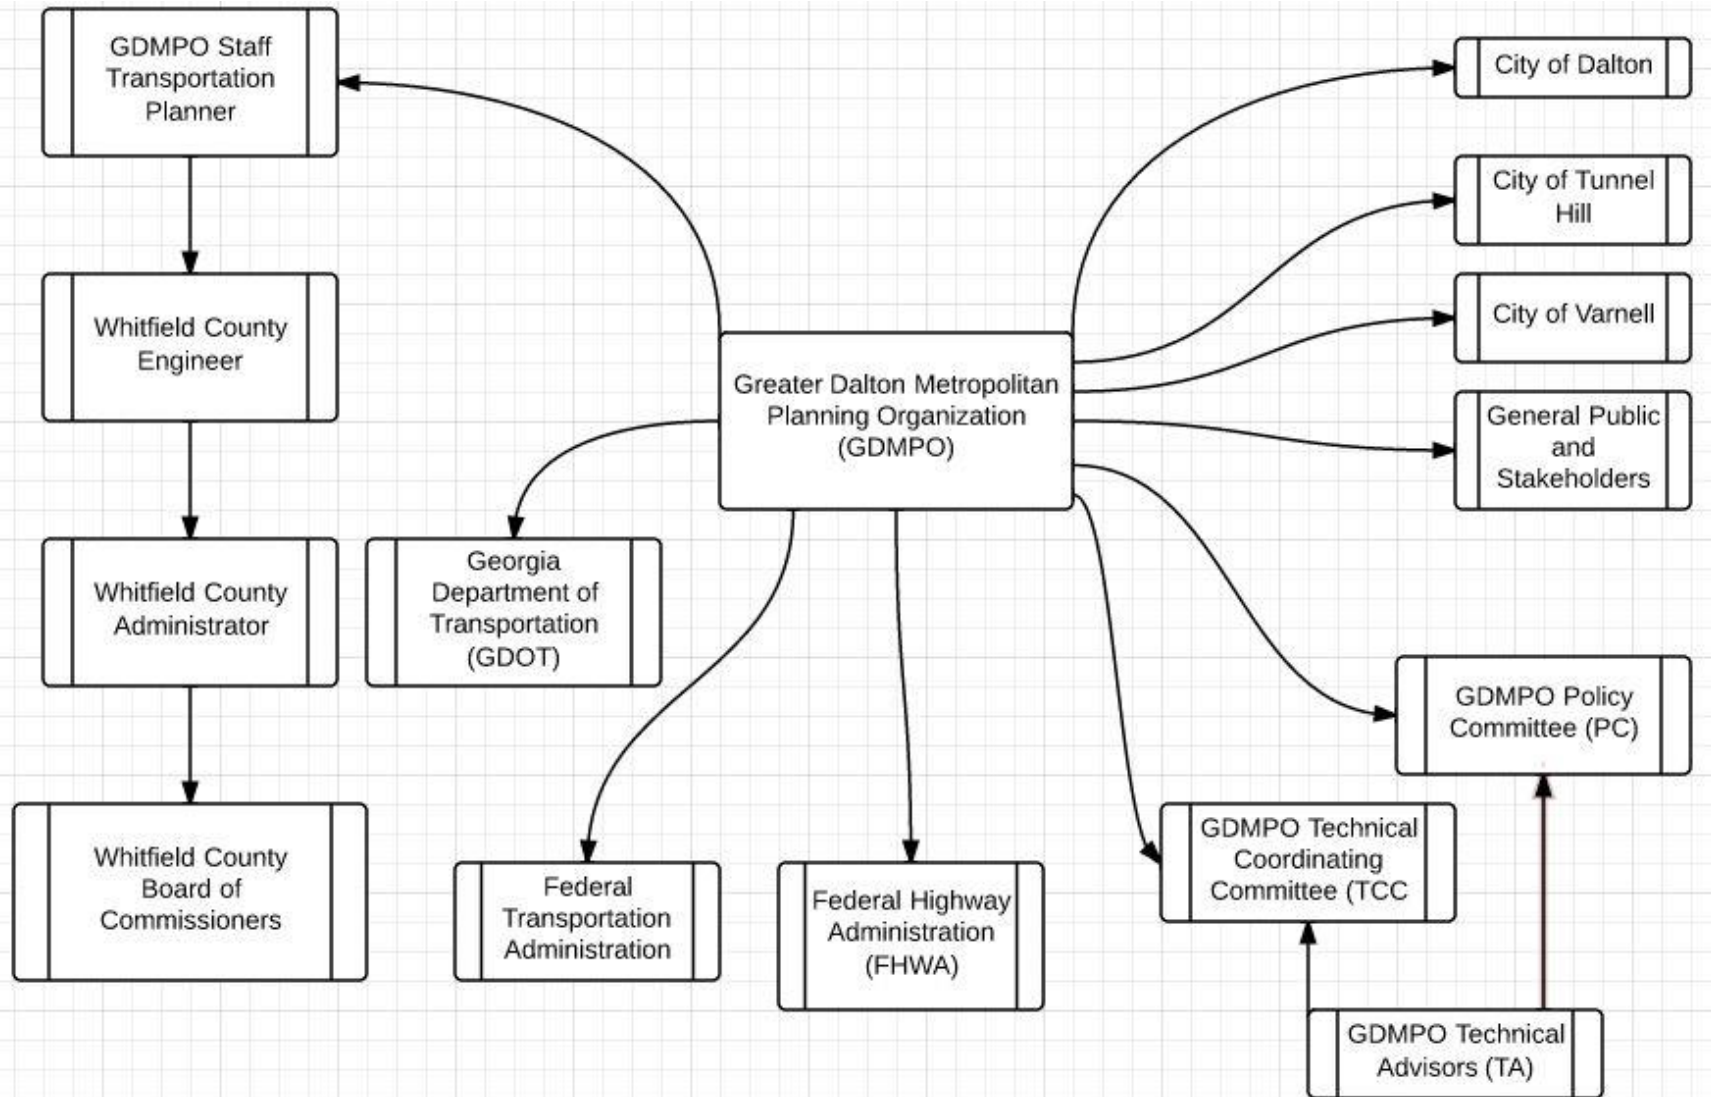 GDMPO Staff
Transportation
Planner
City of Dalton
City of Tunnel
Hill
Whitfield County
Engineer
City of Varnell
Greater Dalton Metropolitan
Planning Organization
(GDMPO)
General Public
and
Stakeholders
Whitfield County
Administrator
Georgia
Department of
Transportation
(GDOT)
GDMPO Policy
Committee (PC)
Whitfield County
Board of
Commissioners
Federal
Transportation
Administration
Federal Highway
Administration
(FHWA)
GDMPO Technical
Coordinating
Committee (TCC
GDMPO Technical
Advisors (TA)